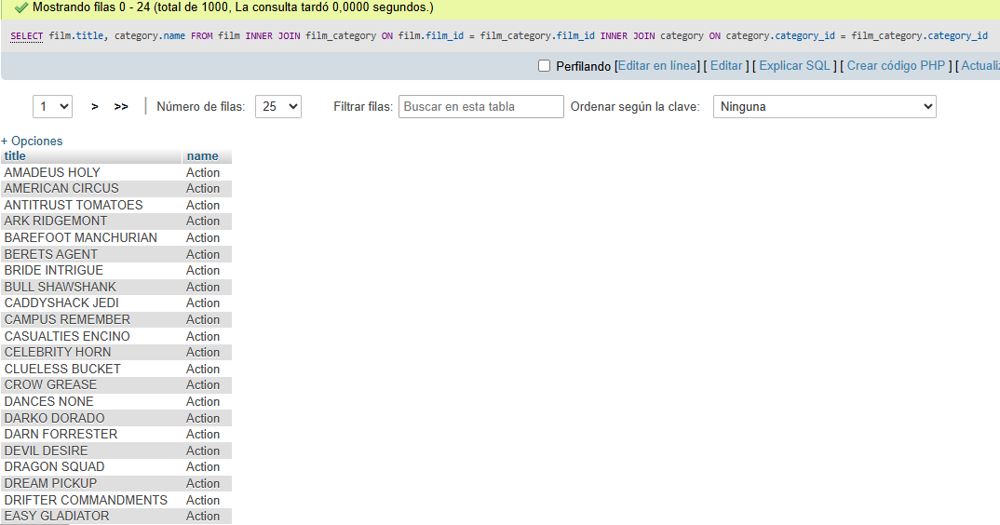 Mostrando filas 0 - 24 (total de 1000, La consulta tardó 0,0000 segundos.)
SELECT film.title, category.name FROM film INNER JOIN film_category ON film.film_id = film_category.film_id INNER JOIN category ON category.category_id = film_category.category_id
Perfilando [Editar en línea] [ Editar ] [ Explicar SQL ] [ Crear código PHP ] [ Actualiz
1 > >> Número de filas: 25 Filtrar filas: Buscar en esta tabla Ordenar según la clave: Ninguna
+ Opciones
title name
AMADEUS HOLY Action
AMERICAN CIRCUS Action
ANTITRUST TOMATOES Action
ARK RIDGEMONT Action
BAREFOOT MANCHURIAN Action
BERETS AGENT Action
BRIDE INTRIGUE Action
BULL SHAWSHANK Action
CADDYSHACK JEDI Action
CAMPUS REMEMBER Action
CASUALTIES ENCINO Action
CELEBRITY HORN Action
CLUELESS BUCKET Action
CROW GREASE Action
DANCES NONE Action
DARKO DORADO Action
DARN FORRESTER Action
DEVIL DESIRE Action
DRAGON SQUAD Action
DREAM PICKUP Action
DRIFTER COMMANDMENTS Action
EASY GLADIATOR Action